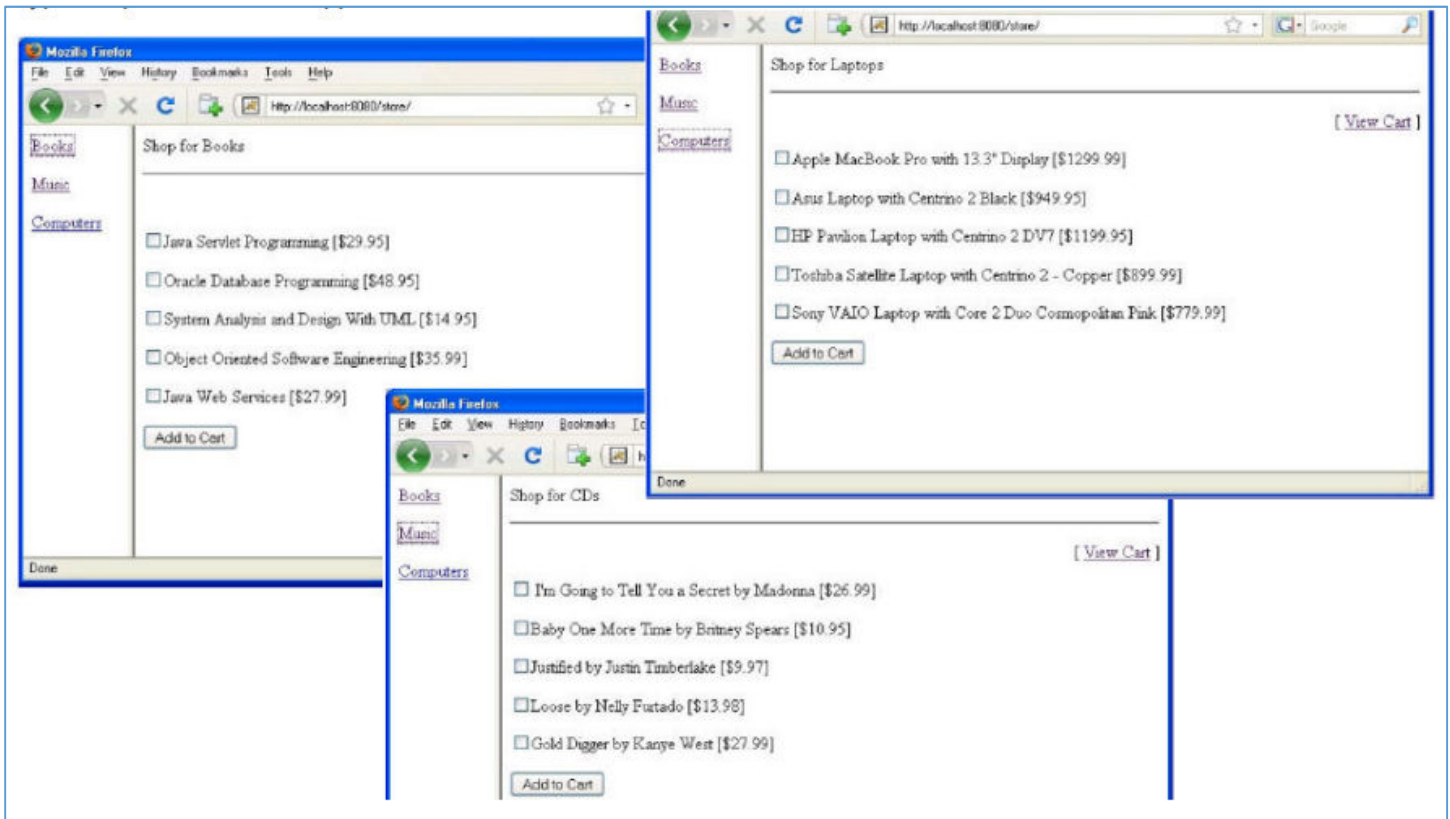 Mozilla Firefox
File Edit View History Bookmarks Tools Help
http://localhost:8080/store/
Books
Music
Computers
Shop for Books
Java Servlet Programming [$29.95]
Oracle Database Programming [$48.95]
System Analysis and Design With UML [$14.95]
Object Oriented Software Engineering [$35.99]
Java Web Services [$27.99]
Add to Cart
Done
http://localhost:8080/store/
Google
Books
Music
Computers
Shop for Laptops
[ View Cart ]
Apple MacBook Pro with 13.3" Display [$1299.99]
Asus Laptop with Centrino 2 Black [$949.95]
HP Pavilion Laptop with Centrino 2 DV7 [$1199.95]
Toshiba Satellite Laptop with Centrino 2 - Copper [$899.99]
Sony VAIO Laptop with Core 2 Duo Cosmopolitan Pink [$779.99]
Add to Cart
Done
Mozilla Firefox
File Edit View History Bookmarks
Books
Music
Computers
Shop for CDs
[ View Cart ]
I'm Going to Tell You a Secret by Madonna [$26.99]
Baby One More Time by Britney Spears [$10.95]
Justified by Justin Timberlake [$9.97]
Loose by Nelly Furtado [$13.98]
Gold Digger by Kanye West [$27.99]
Add to Cart